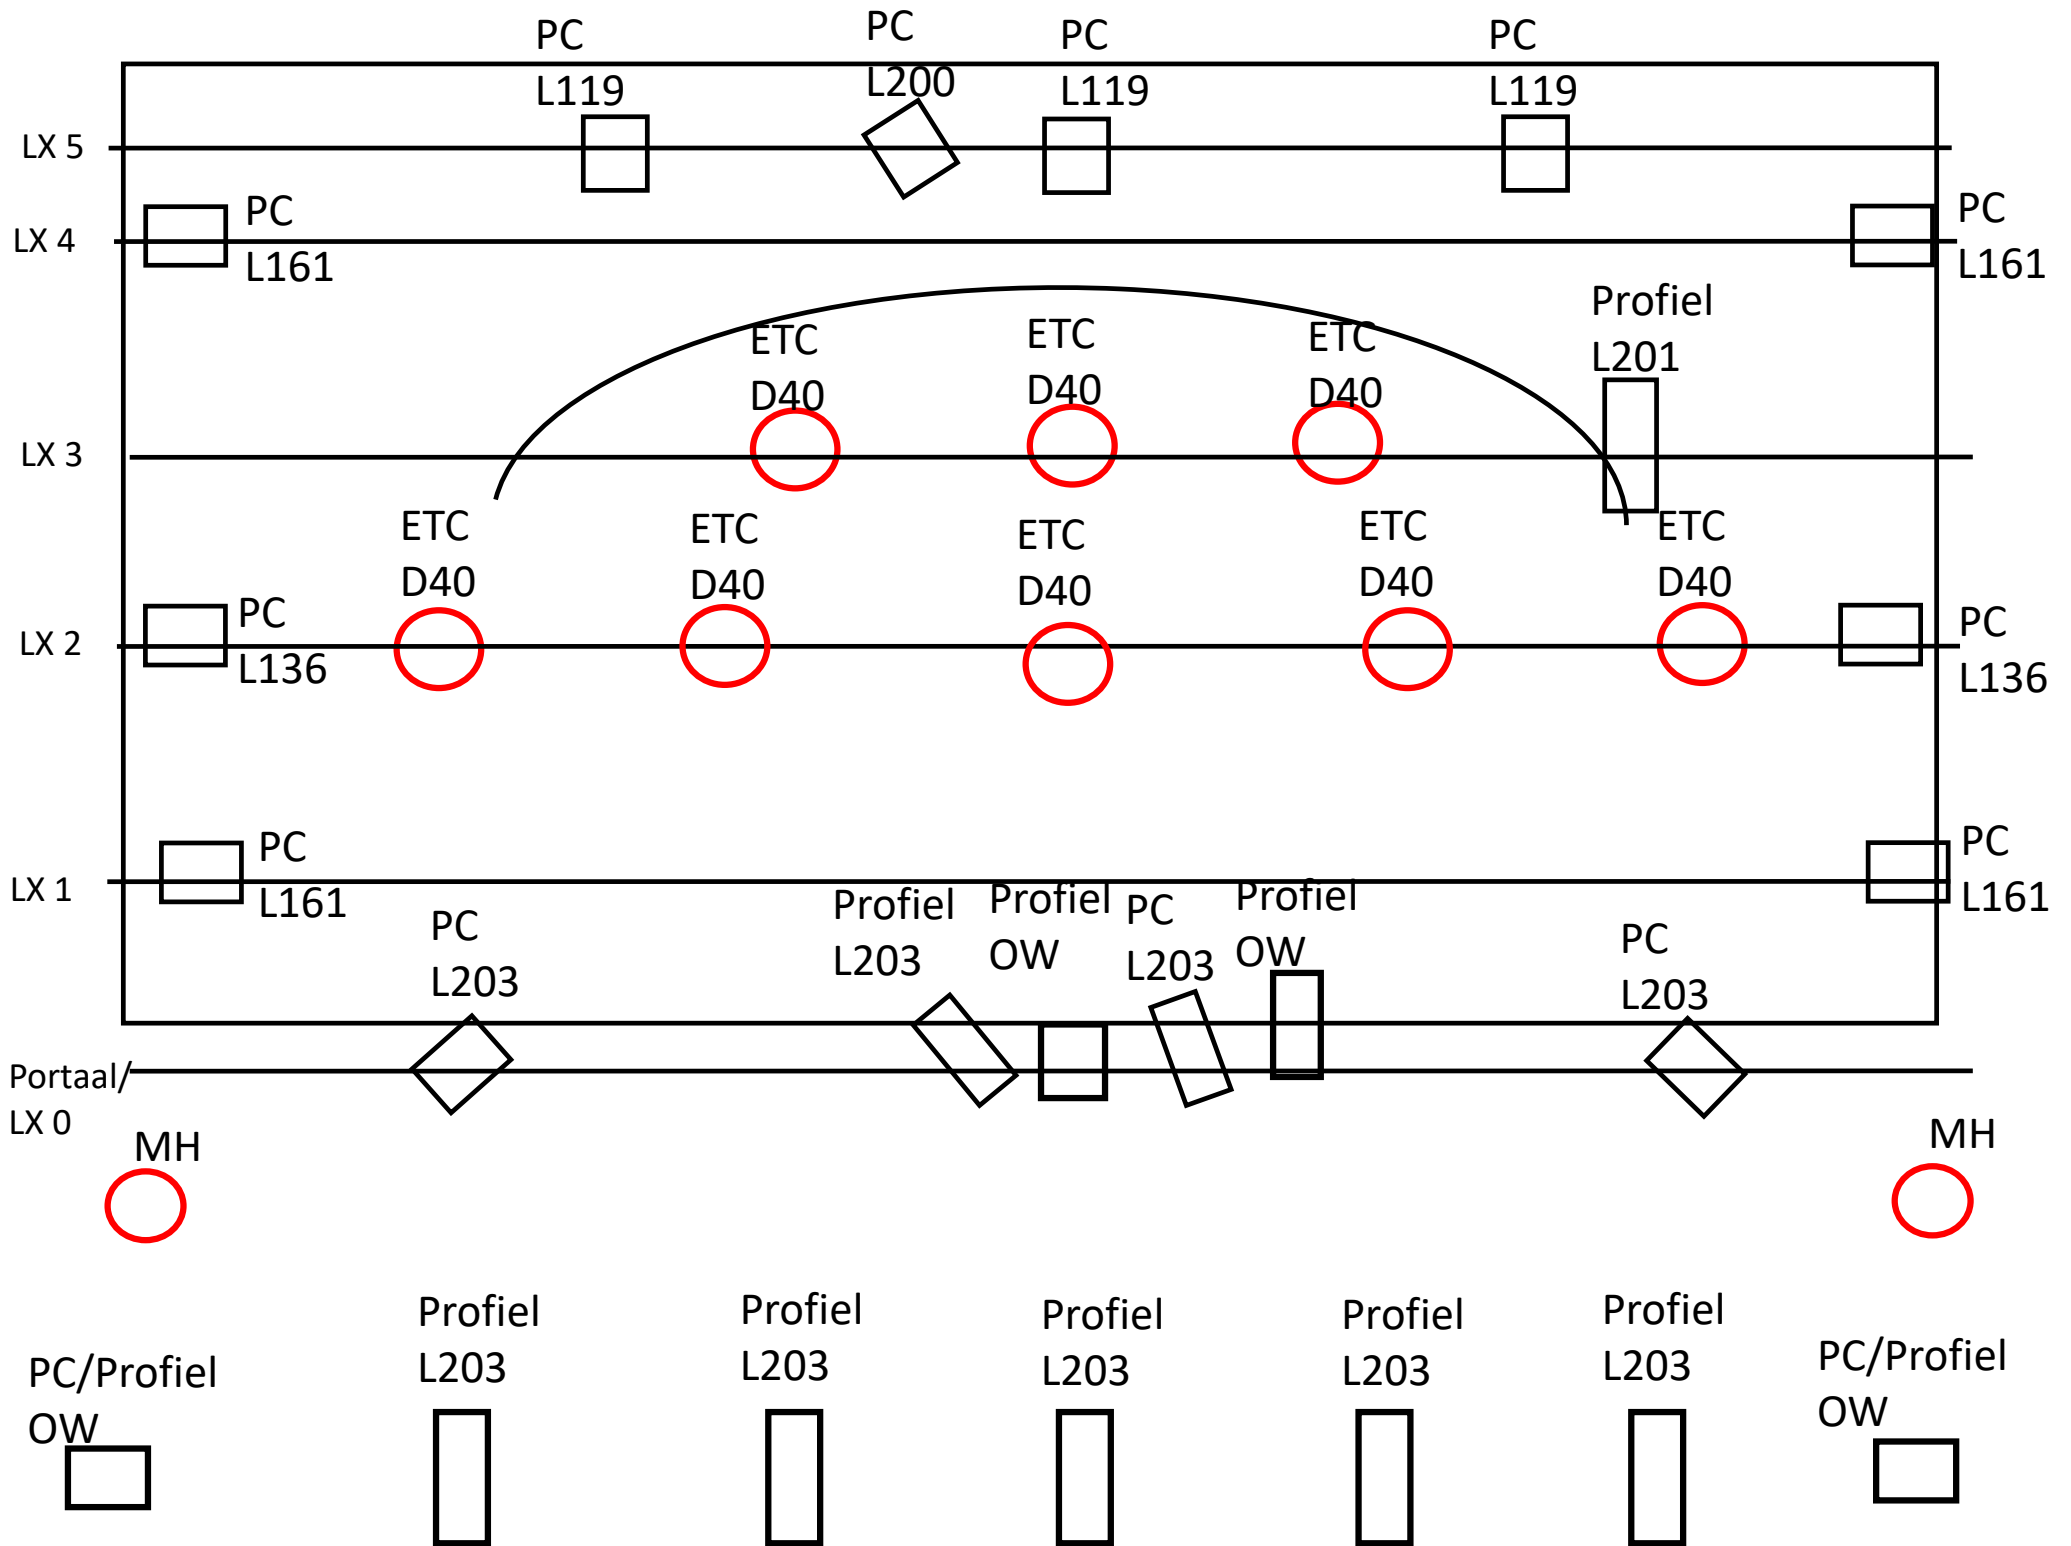 PC
L119
PC
L200
PC
L119
PC
L119
LX 5
PC
L161
LX 4
PC
L161
Profiel
L201
ETC
D40
ETC
D40
ETC
D40
LX 3
ETC
D40
ETC
D40
ETC
D40
ETC
D40
ETC
D40
LX 2
PC
L136
PC
L136
LX 1
PC
L161
PC
L161
PC
L203
Profiel
L203
Profiel
OW
PC
L203
Profiel
OW
PC
L203
Portaal/
LX 0
MH
MH
PC/Profiel
OW
Profiel
L203
Profiel
L203
Profiel
L203
Profiel
L203
Profiel
L203
PC/Profiel
OW